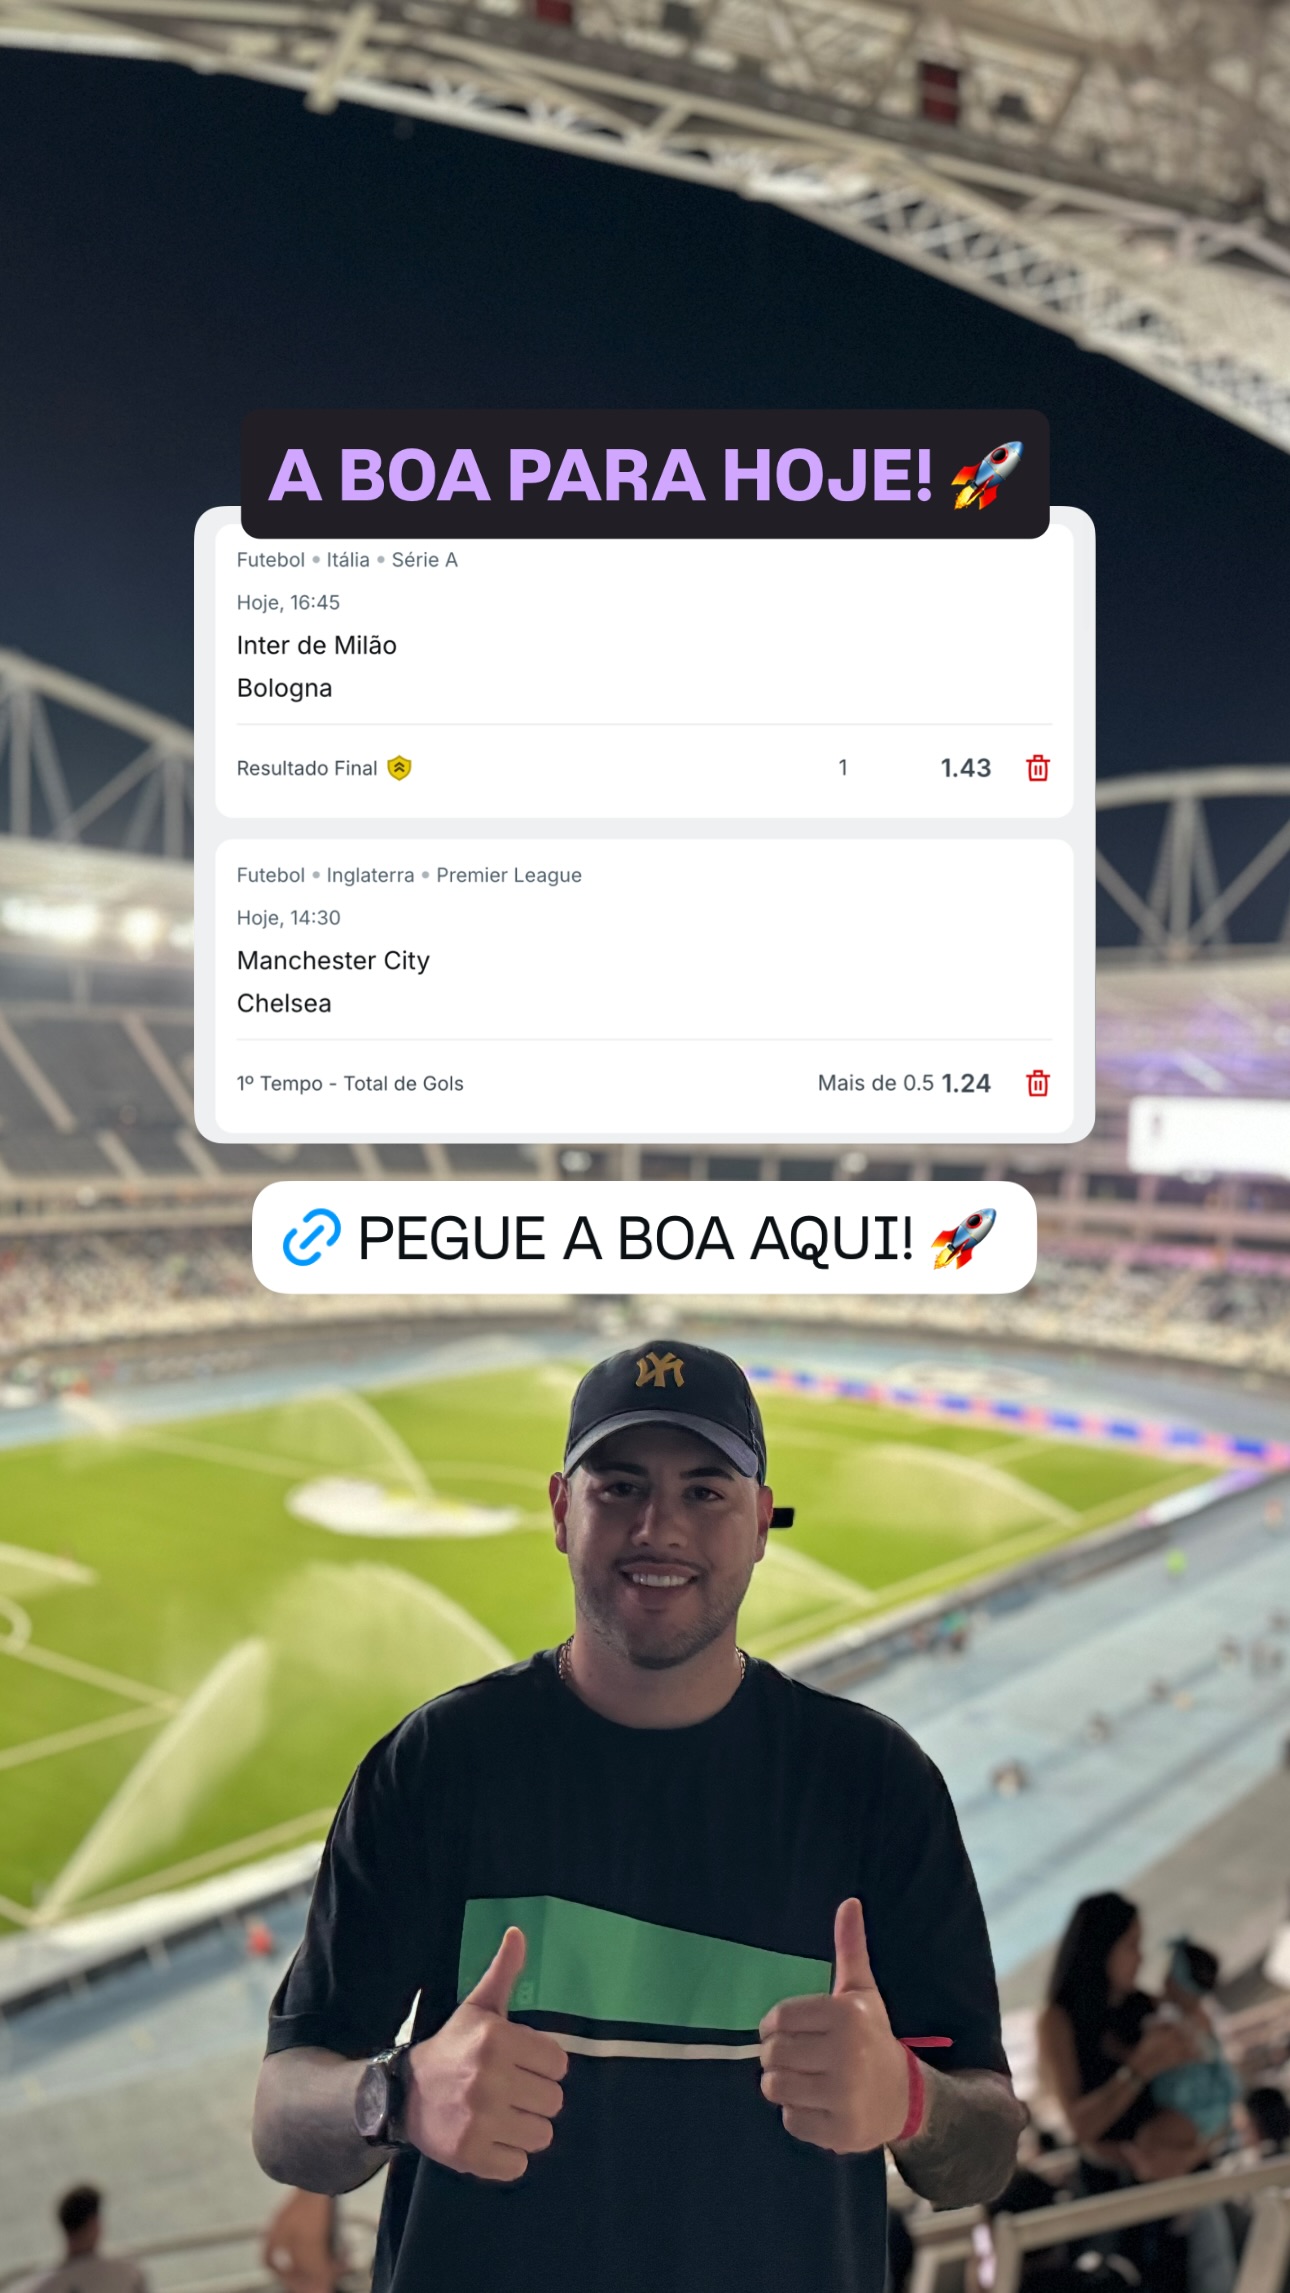 A BOA PARA HOJE! 🚀
Futebol • Itália • Série A
Hoje, 16:45
Inter de Milão
Bologna
Resultado Final 1 1.43
Futebol • Inglaterra • Premier League
Hoje, 14:30
Manchester City
Chelsea
1º Tempo - Total de Gols Mais de 0.5 1.24
PEGUE A BOA AQUI! 🚀